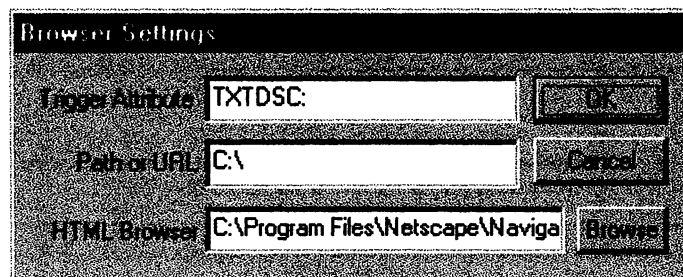 Browser Settings
Trigger Attribute TXTDSC: OK
Path or URL C:\ Cancel
HTML Browser C:\Program Files\Netscape\Naviga Browse